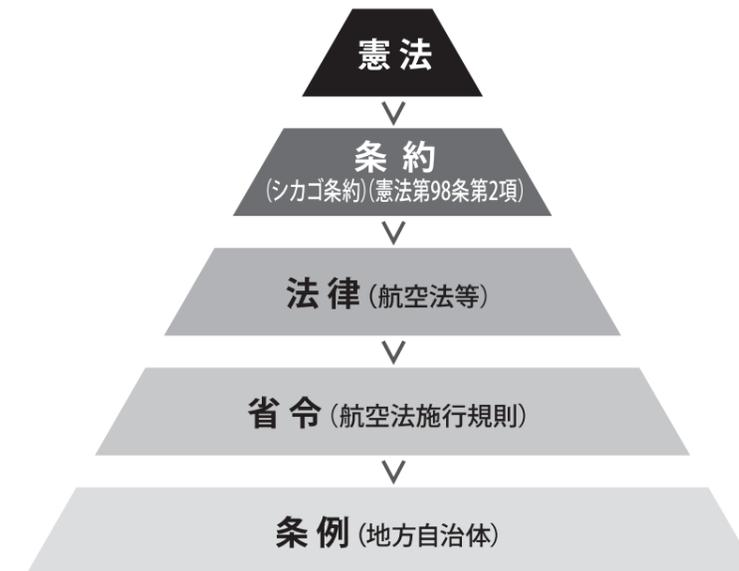 憲法
条約
(シカゴ条約)(憲法第98条第2項)
法律(航空法等)
省令(航空法施行規則)
条例(地方自治体)